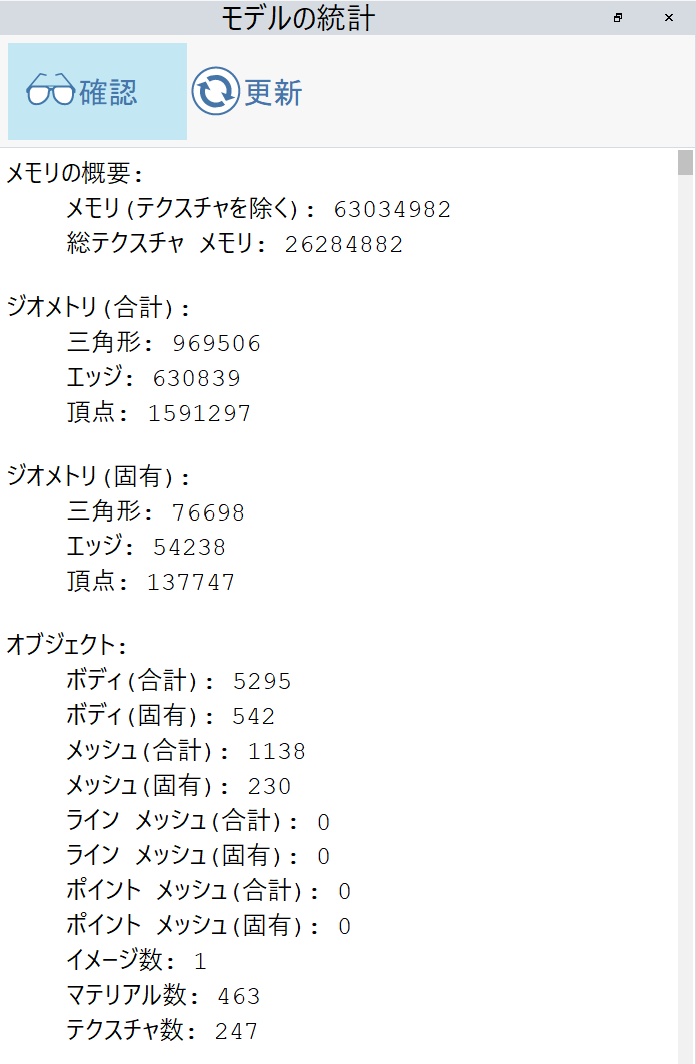 モデルの統計
確認 更新
メモリの概要:
メモリ(テクスチャを除く): 63034982
総テクスチャ メモリ: 26284882
ジオメトリ(合計):
三角形: 969506
エッジ: 630839
頂点: 1591297
ジオメトリ(固有):
三角形: 76698
エッジ: 54238
頂点: 137747
オブジェクト:
ボディ(合計): 5295
ボディ(固有): 542
メッシュ(合計): 1138
メッシュ(固有): 230
ライン メッシュ(合計): 0
ライン メッシュ(固有): 0
ポイント メッシュ(合計): 0
ポイント メッシュ(固有): 0
イメージ数: 1
マテリアル数: 463
テクスチャ数: 247